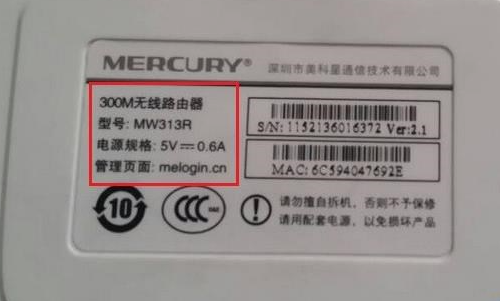 MERCURY®
深圳市美科星通信技术有限公司
300M无线路由器
型号: MW313R
电源规格: 5V⎓0.6A
管理页面: melogin.cn
S/N: 1152136016372 Ver:2.1
MAC: 6C594047692E
10
CCC
请勿擅自拆机，否则不予保修
请用配套电源，以免损坏产品